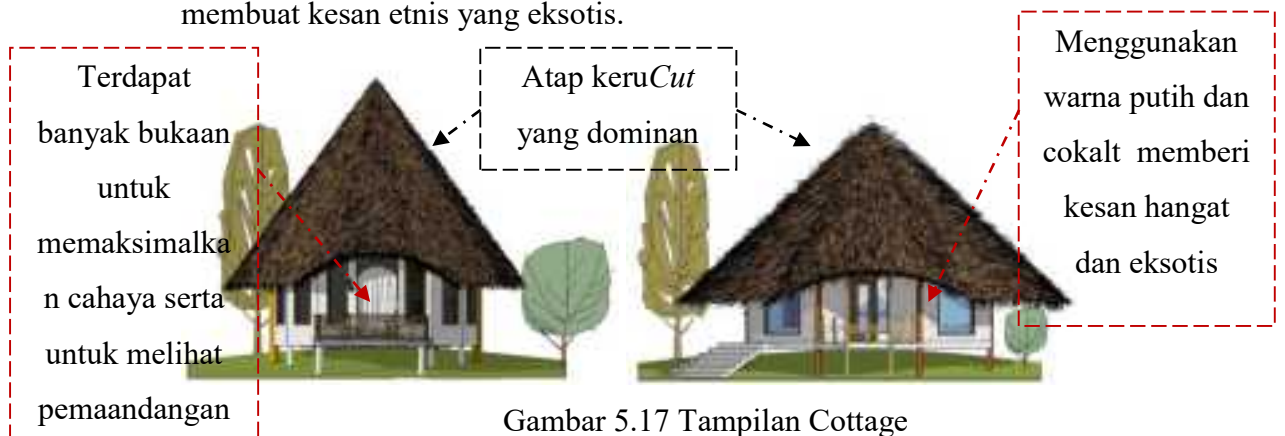 membuat kesan etnis yang eksotis.
Terdapat
banyak bukaan
untuk
memaksimalka
n cahaya serta
untuk melihat
pemaandangan
Atap keruCut
yang dominan
Menggunakan
warna putih dan
cokalt memberi
kesan hangat
dan eksotis
Gambar 5.17 Tampilan Cottage